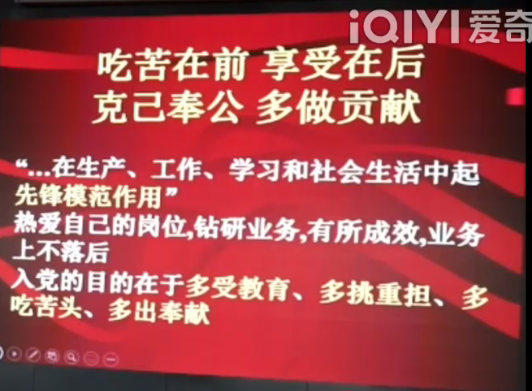 iQIYI 爱奇
吃苦在前 享受在后
克己奉公 多做贡献
“...在生产、工作、学习和社会生活中起
先锋模范作用”
热爱自己的岗位,钻研业务,有所成效,业务
上不落后
入党的目的在于多受教育、多挑重担、多
吃苦头、多出奉献